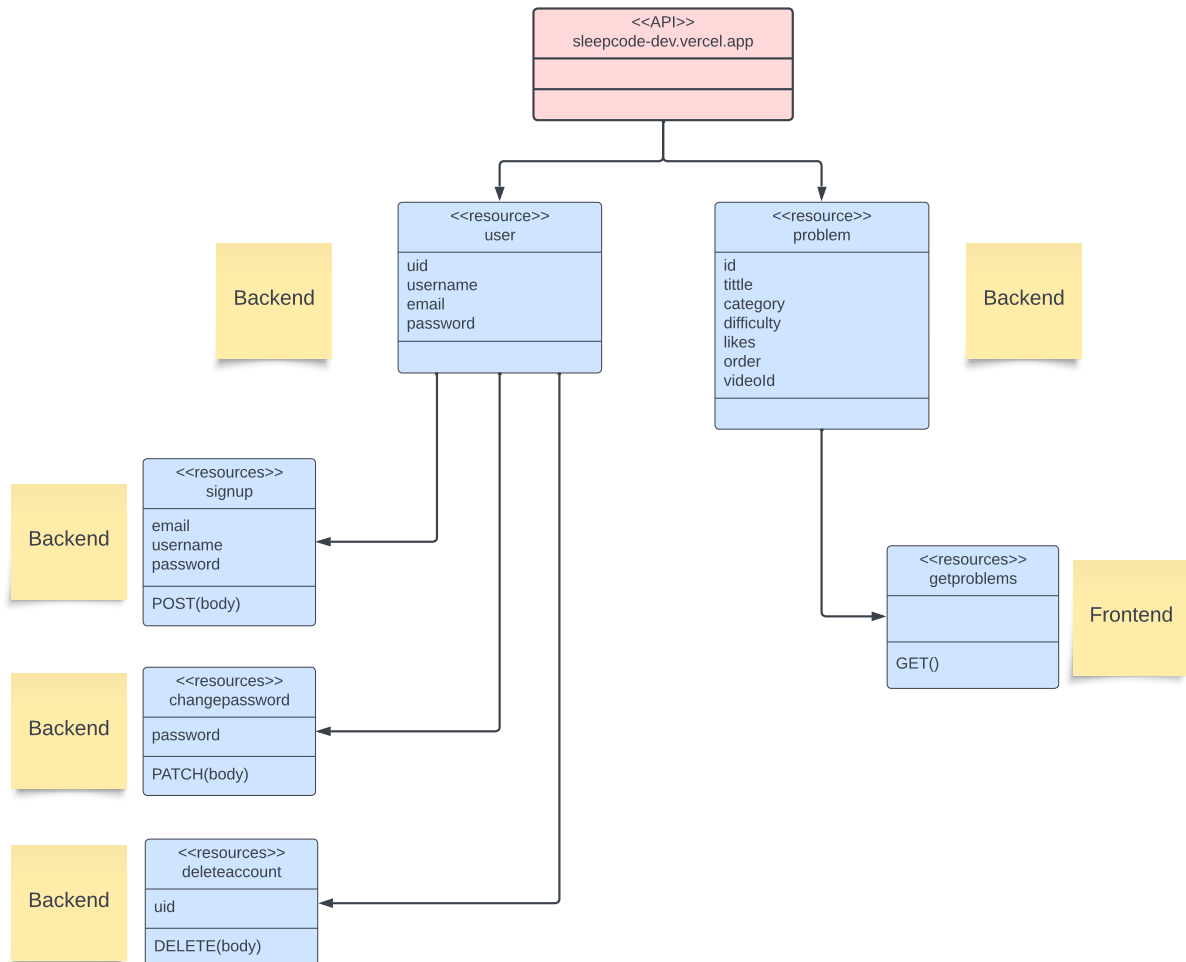 <<API>>
sleepcode-dev.vercel.app
<<resource>>
user
uid
username
email
password
<<resource>>
problem
id
tittle
category
difficulty
likes
order
videoId
Backend
Backend
<<resources>>
signup
email
username
password
POST(body)
Backend
<<resources>>
getproblems
GET()
Frontend
<<resources>>
changepassword
password
PATCH(body)
Backend
<<resources>>
deleteaccount
uid
DELETE(body)
Backend